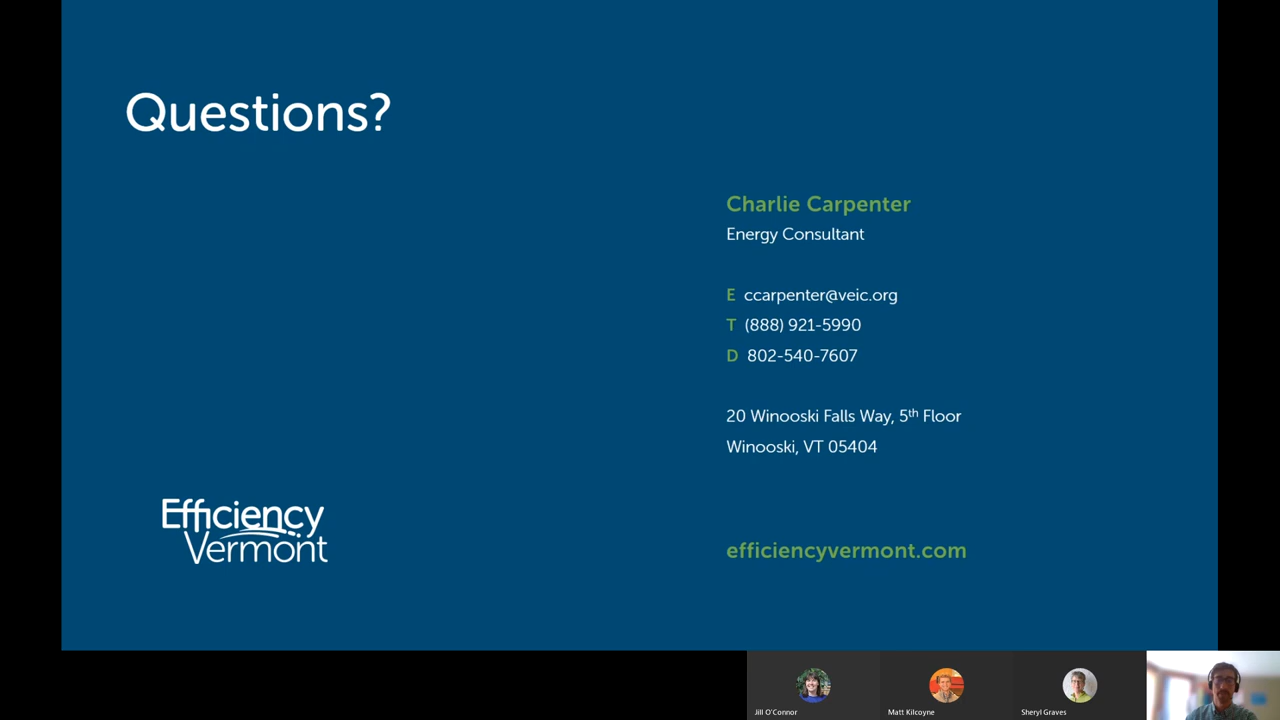 Questions?
Charlie Carpenter
Energy Consultant
E ccarpenter@veic.org
T (888) 921-5990
D 802-540-7607
20 Winooski Falls Way, 5th Floor
Winooski, VT 05404
Efficiency
Vermont
efficiencyvermont.com
Jill O'Connor
Matt Kilcoyne
Sheryl Graves